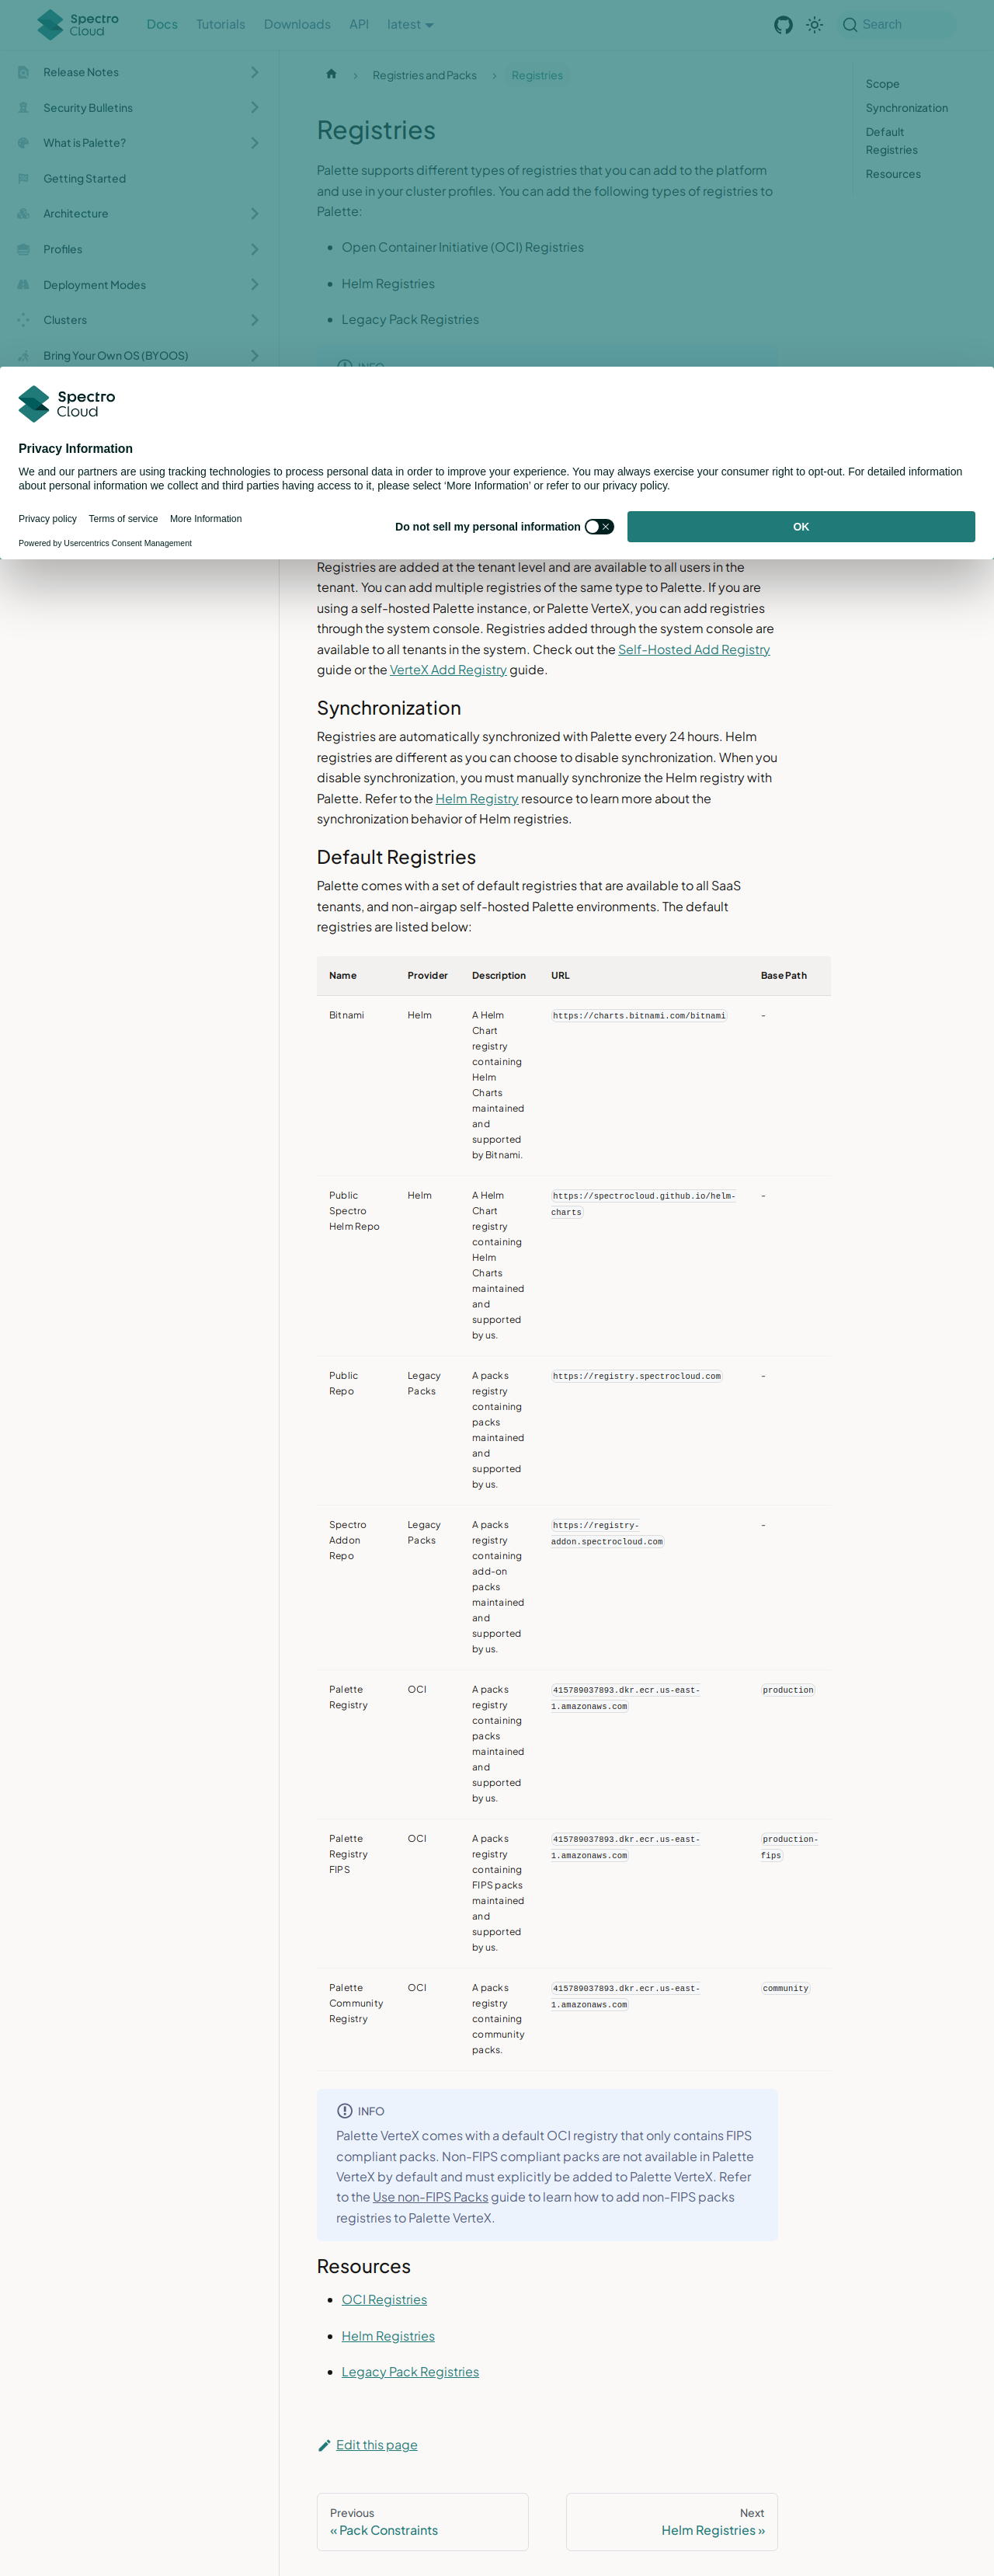 Spectro
Cloud
Docs
Tutorials
Downloads
API
latest
Search
Release Notes
Security Bulletins
What is Palette?
Getting Started
Architecture
Profiles
Deployment Modes
Clusters
Bring Your Own OS (BYOOS)
Registries and Packs
Registries
Scope
Synchronization
Default
Registries
Resources
Registries
Palette supports different types of registries that you can add to the platform
and use in your cluster profiles. You can add the following types of registries to
Palette:
Open Container Initiative (OCI) Registries
Helm Registries
Legacy Pack Registries
INFO
Spectro
Cloud
Privacy Information
We and our partners are using tracking technologies to process personal data in order to improve your experience. You may always exercise your consumer right to opt-out. For detailed information
about personal information we collect and third parties having access to it, please select ‘More Information’ or refer to our privacy policy.
Privacy policy
Terms of service
More Information
Do not sell my personal information
OK
Powered by Usercentrics Consent Management
Registries are added at the tenant level and are available to all users in the
tenant. You can add multiple registries of the same type to Palette. If you are
using a self-hosted Palette instance, or Palette VerteX, you can add registries
through the system console. Registries added through the system console are
available to all tenants in the system. Check out the Self-Hosted Add Registry
guide or the VerteX Add Registry guide.
Synchronization
Registries are automatically synchronized with Palette every 24 hours. Helm
registries are different as you can choose to disable synchronization. When you
disable synchronization, you must manually synchronize the Helm registry with
Palette. Refer to the Helm Registry resource to learn more about the
synchronization behavior of Helm registries.
Default Registries
Palette comes with a set of default registries that are available to all SaaS
tenants, and non-airgap self-hosted Palette environments. The default
registries are listed below:
Name Provider Description URL Base Path
Bitnami Helm A Helm https://charts.bitnami.com/bitnami -
Chart
registry
containing
Helm
Charts
maintained
and
supported
by Bitnami.
Public Helm A Helm https://spectrocloud.github.io/helm- -
Spectro Chart charts
Helm Repo registry
containing
Helm
Charts
maintained
and
supported
by us.
Public Legacy A packs https://registry.spectrocloud.com -
Repo Packs registry
containing
packs
maintained
and
supported
by us.
Spectro Legacy A packs https://registry- -
Addon Packs registry addon.spectrocloud.com
Repo containing
add-on
packs
maintained
and
supported
by us.
Palette OCI A packs 415789037893.dkr.ecr.us-east- production
Registry registry 1.amazonaws.com
containing
packs
maintained
and
supported
by us.
Palette OCI A packs 415789037893.dkr.ecr.us-east- production-
Registry registry 1.amazonaws.com fips
FIPS containing
FIPS packs
maintained
and
supported
by us.
Palette OCI A packs 415789037893.dkr.ecr.us-east- community
Community registry 1.amazonaws.com
Registry containing
community
packs.
INFO
Palette VerteX comes with a default OCI registry that only contains FIPS
compliant packs. Non-FIPS compliant packs are not available in Palette
VerteX by default and must explicitly be added to Palette VerteX. Refer
to the Use non-FIPS Packs guide to learn how to add non-FIPS packs
registries to Palette VerteX.
Resources
OCI Registries
Helm Registries
Legacy Pack Registries
Edit this page
Previous
« Pack Constraints
Next
Helm Registries »